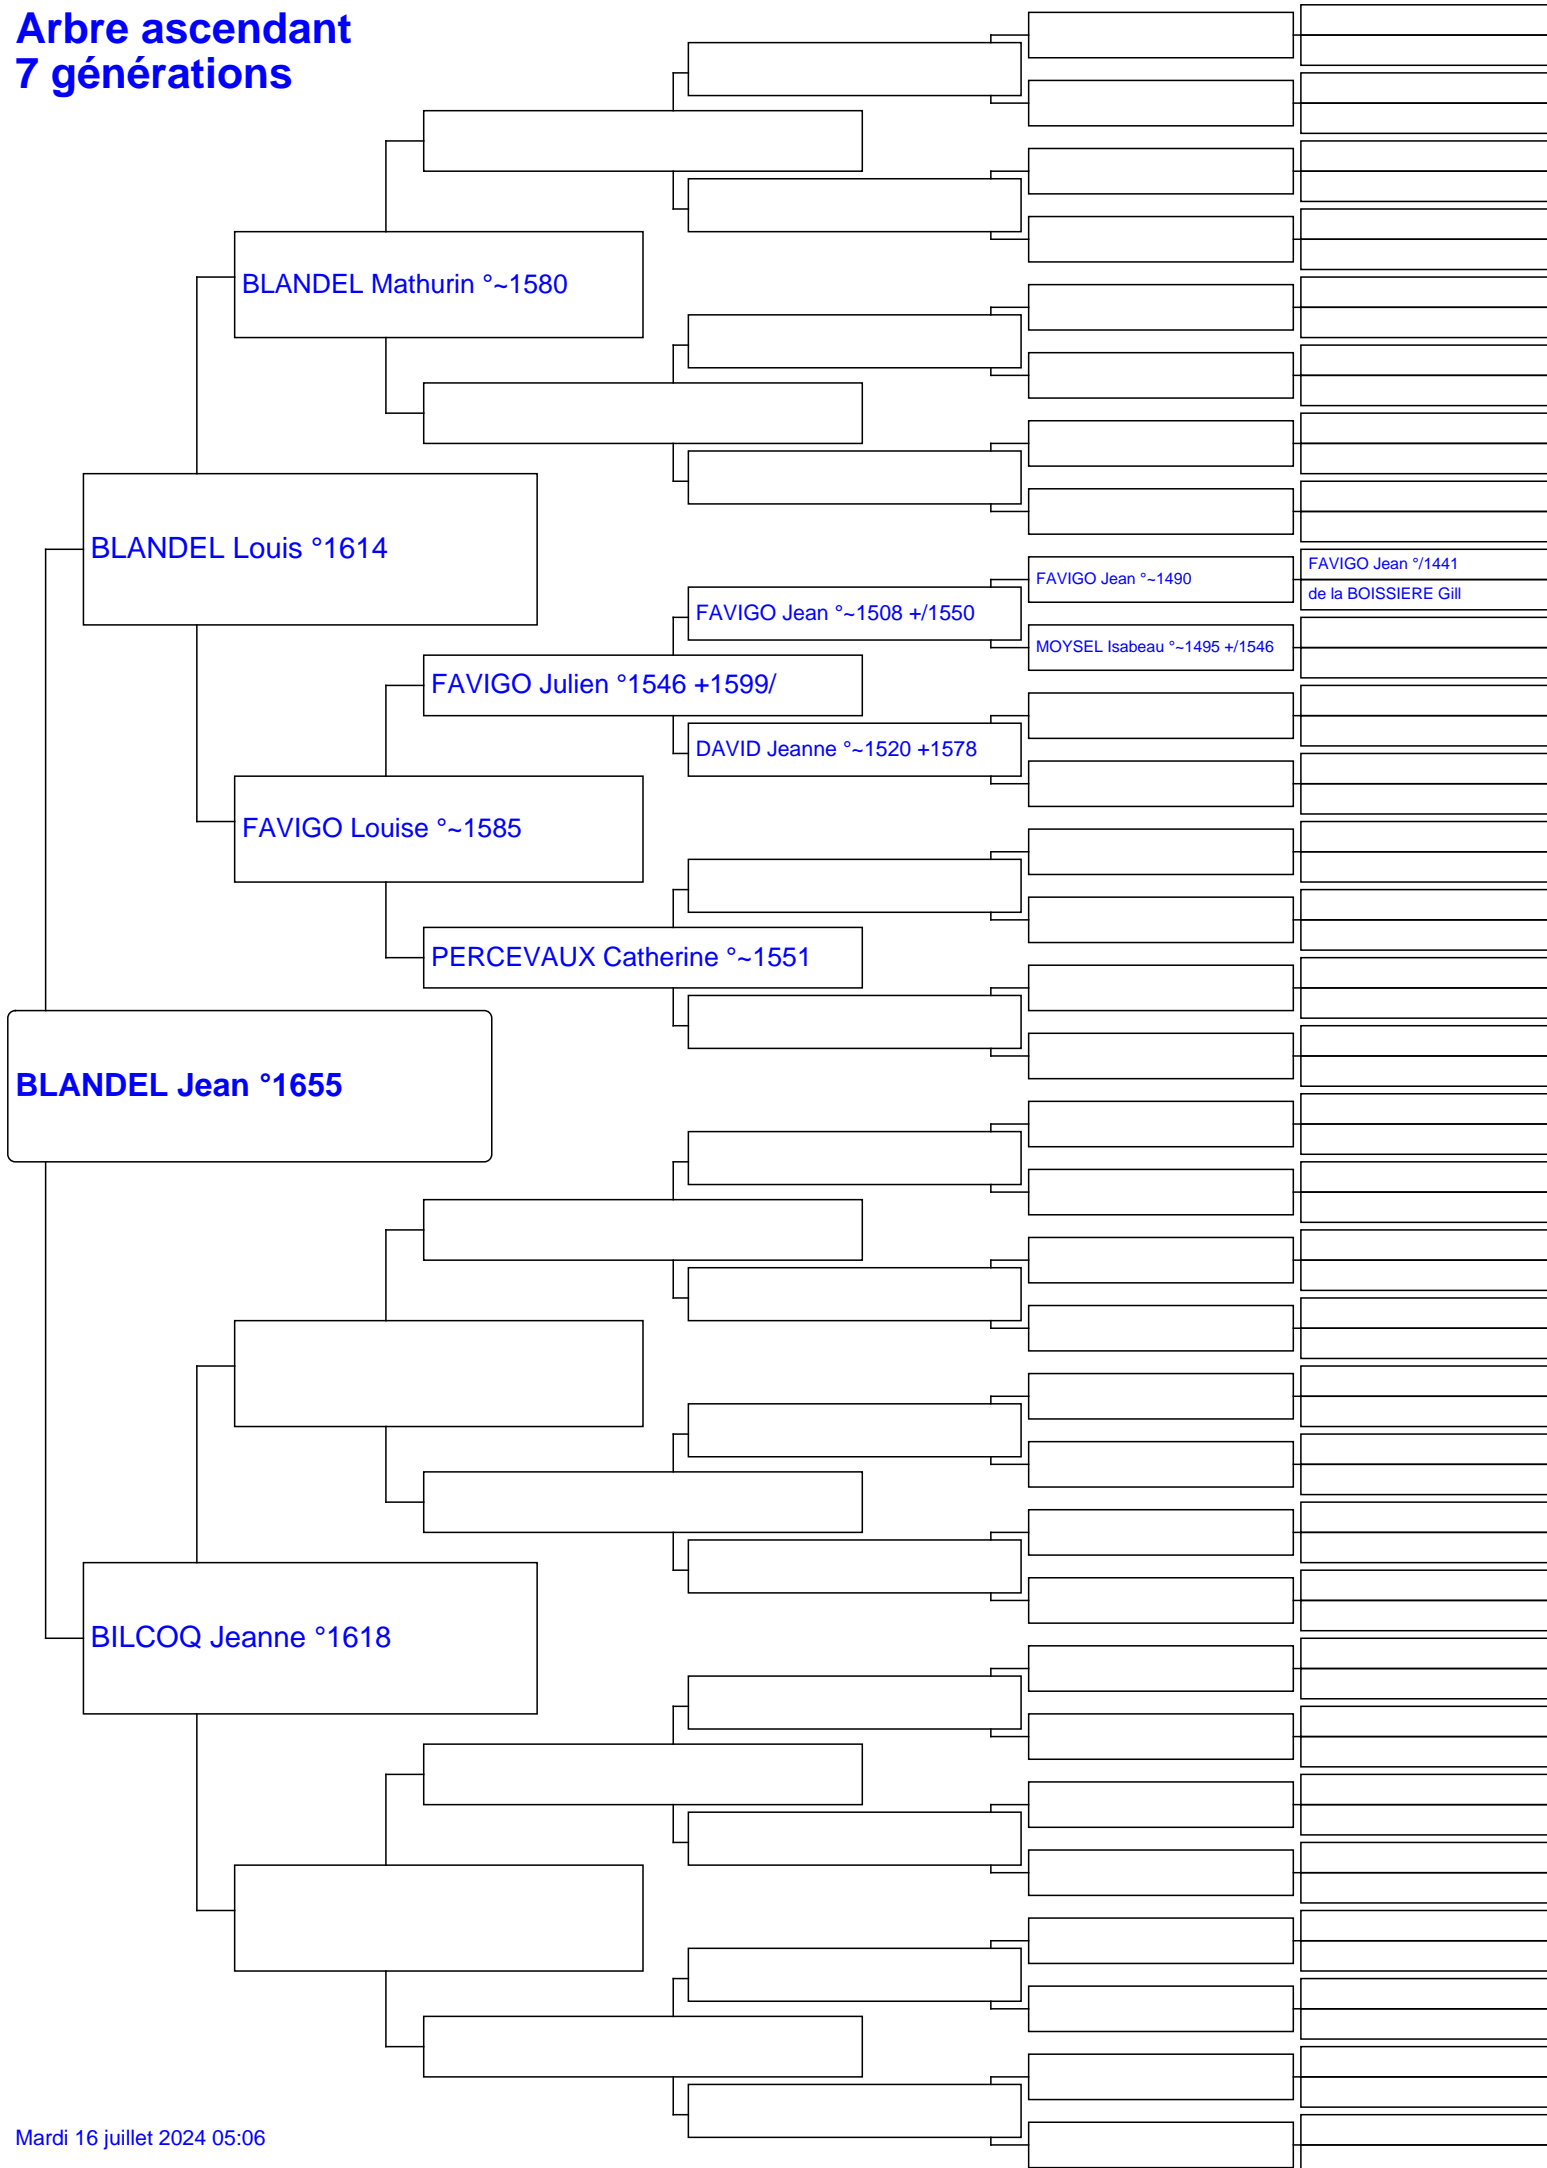 Arbre ascendant
7 générations
BLANDEL Mathurin °~1580
BLANDEL Louis °1614
FAVIGO Jean °~1490
FAVIGO Jean °/1441
de la BOISSIERE Gill
FAVIGO Jean °~1508 +/1550
MOYSEL Isabeau °~1495 +/1546
FAVIGO Julien °1546 +1599/
DAVID Jeanne °~1520 +1578
FAVIGO Louise °~1585
PERCEVAUX Catherine °~1551
BLANDEL Jean °1655
BILCOQ Jeanne °1618
Mardi 16 juillet 2024 05:06